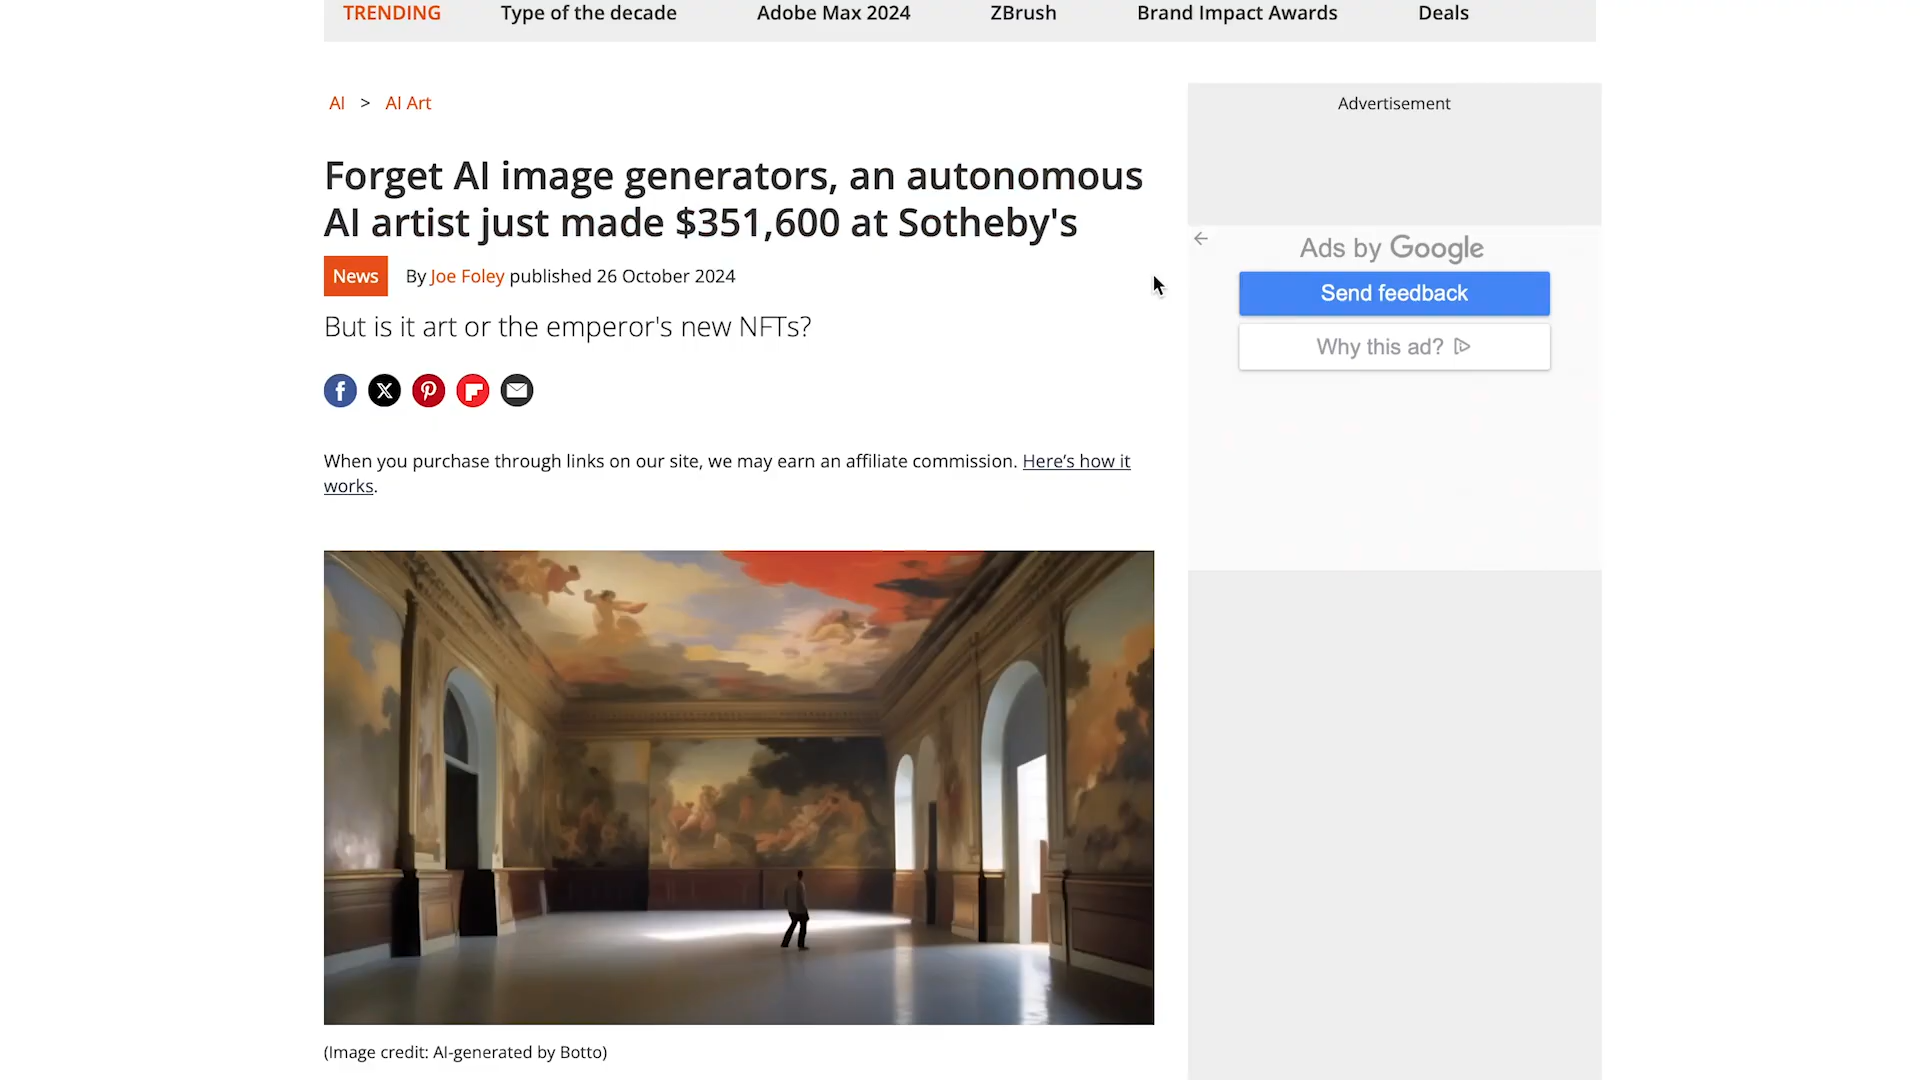 TRENDING Type of the decade Adobe Max 2024 ZBrush Brand Impact Awards Deals
AI > AI Art
Advertisement
Forget AI image generators, an autonomous
AI artist just made $351,600 at Sotheby's
News By Joe Foley published 26 October 2024
But is it art or the emperor's new NFTs?
Ads by Google
Send feedback
Why this ad?
When you purchase through links on our site, we may earn an affiliate commission. Here's how it
works.
(Image credit: AI-generated by Botto)